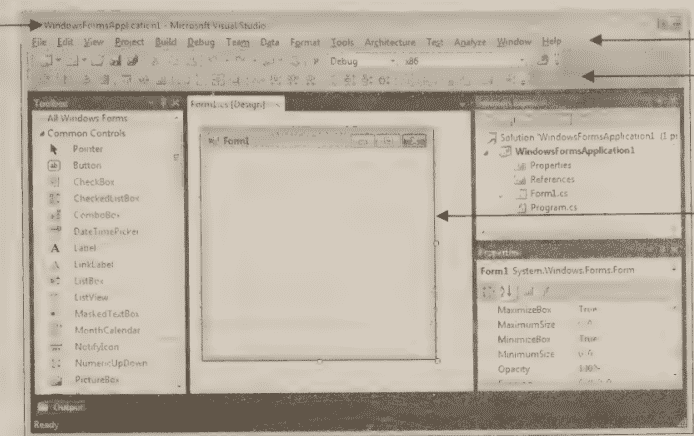 WindowsFormsApplication1 - Microsoft Visual Studio
File Edit View Project Build Debug Team Data Format Tools Architecture Test Analyze Window Help
Debug x86
Toolbox
Form1.cs [Design]
All Windows Forms
Common Controls
Pointer
Button
CheckBox
CheckedListBox
ComboBox
DateTimePicker
Label
LinkLabel
ListBox
ListView
MaskedTextBox
MonthCalendar
NotifyIcon
NumericUpDown
PictureBox
Form1
Solution 'WindowsFormsApplication1' (1 pr
WindowsFormsApplication1
Properties
References
Form1.cs
Program.cs
Properties
Form1 System.Windows.Forms.Form
MaximizeBox True
MaximumSize
MinimizeBox True
MinimumSize
Opacity
Output
Ready